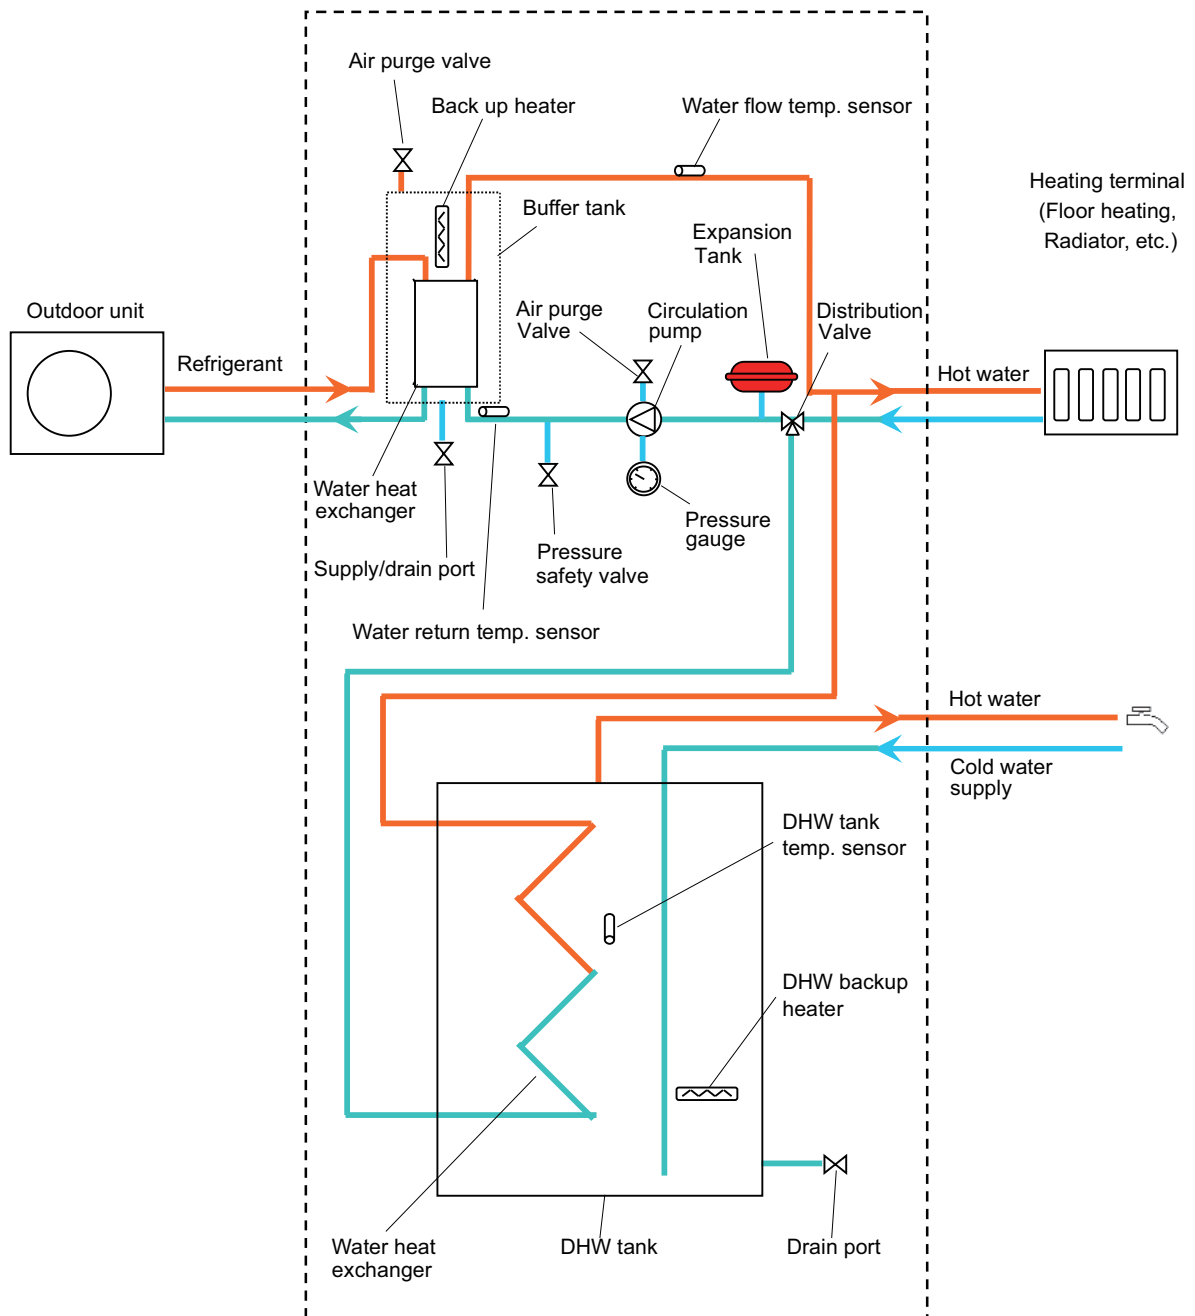 Air purge valve
Back up heater
Water flow temp. sensor
Heating terminal
(Floor heating,
Radiator, etc.)
Buffer tank
Expansion
Tank
Outdoor unit
Air purge
Valve
Circulation
pump
Distribution
Valve
Refrigerant
Hot water
Water heat
exchanger
Supply/drain port
Pressure
safety valve
Pressure
gauge
Water return temp. sensor
Hot water
Cold water
supply
DHW tank
temp. sensor
DHW backup
heater
Water heat
exchanger
DHW tank
Drain port